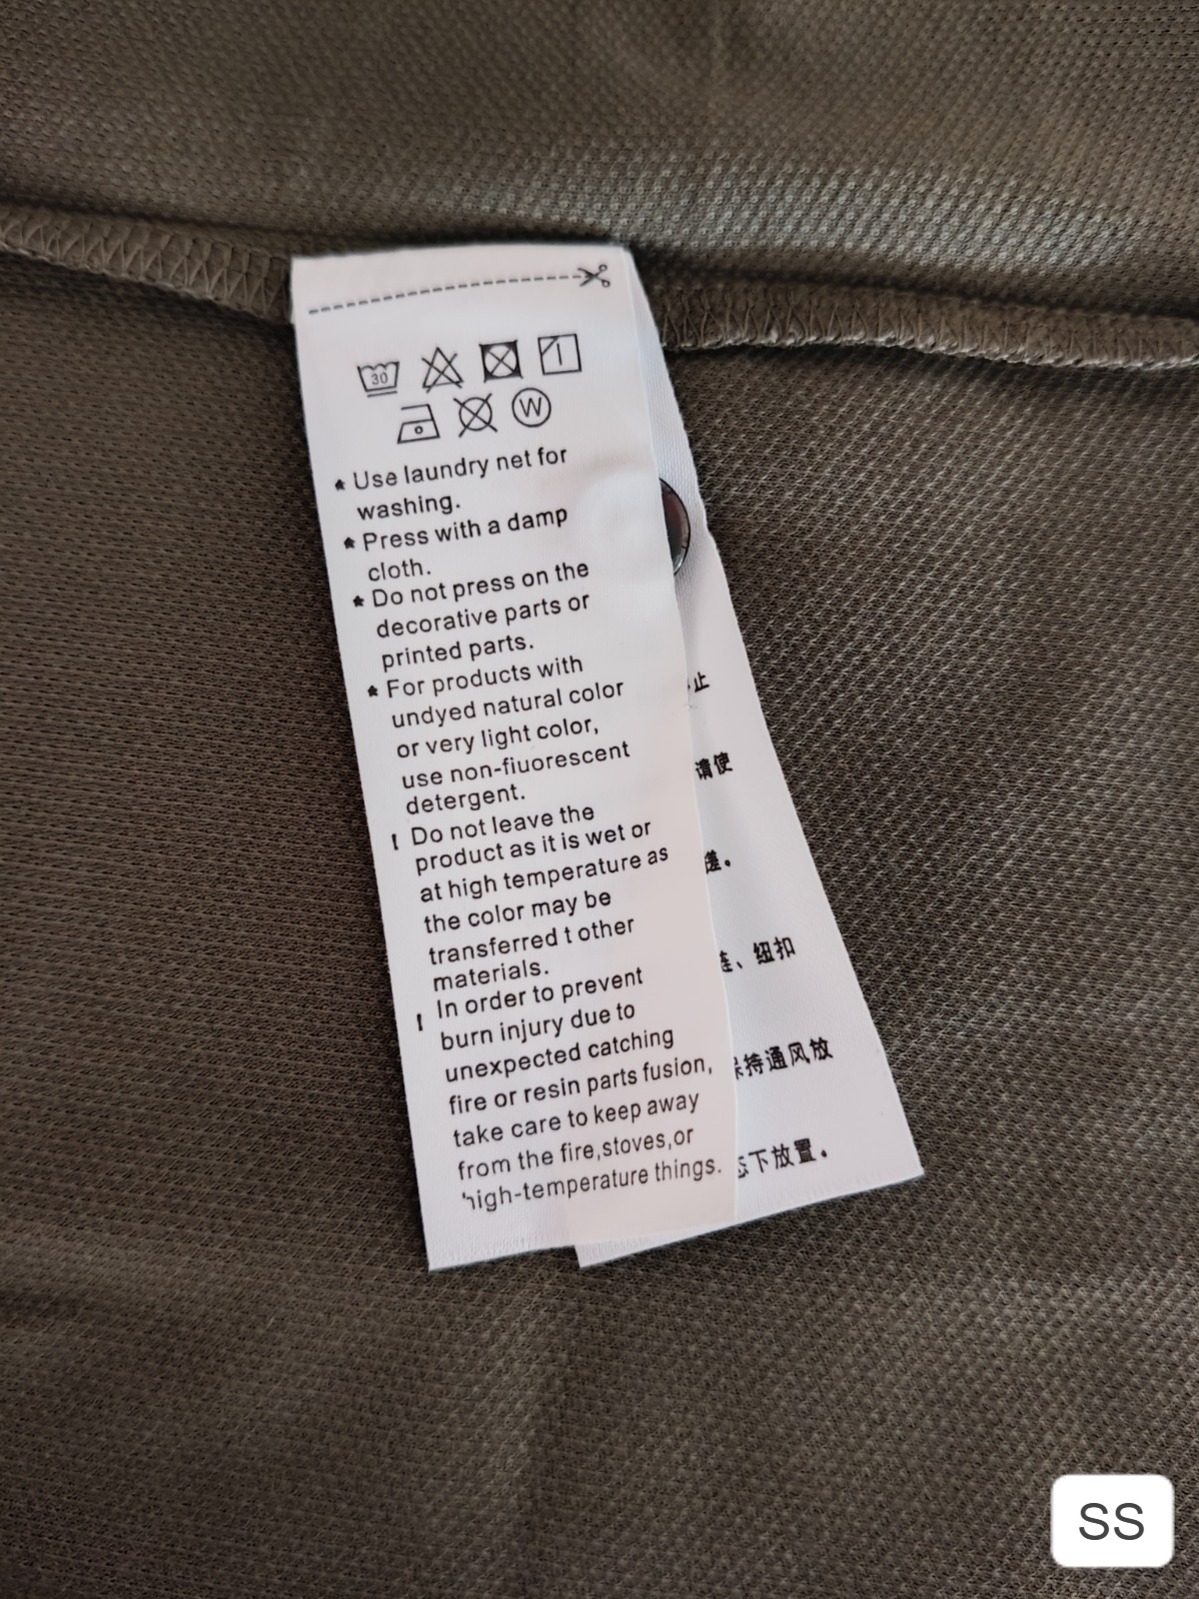 30
W
* Use laundry net for
washing.
* Press with a damp
cloth.
* Do not press on the
decorative parts or
printed parts.
* For products with
undyed natural color
or very light color,
use non-fiuorescent
detergent.
! Do not leave the
product as it is wet or
at high temperature as
the color may be
transferred t other
materials.
! In order to prevent
burn injury due to
unexpected catching
fire or resin parts fusion,
take care to keep away
from the fire,stoves,or
high-temperature things.
止
请使
搓。
链、纽扣
保持通风放
态下放置。
SS